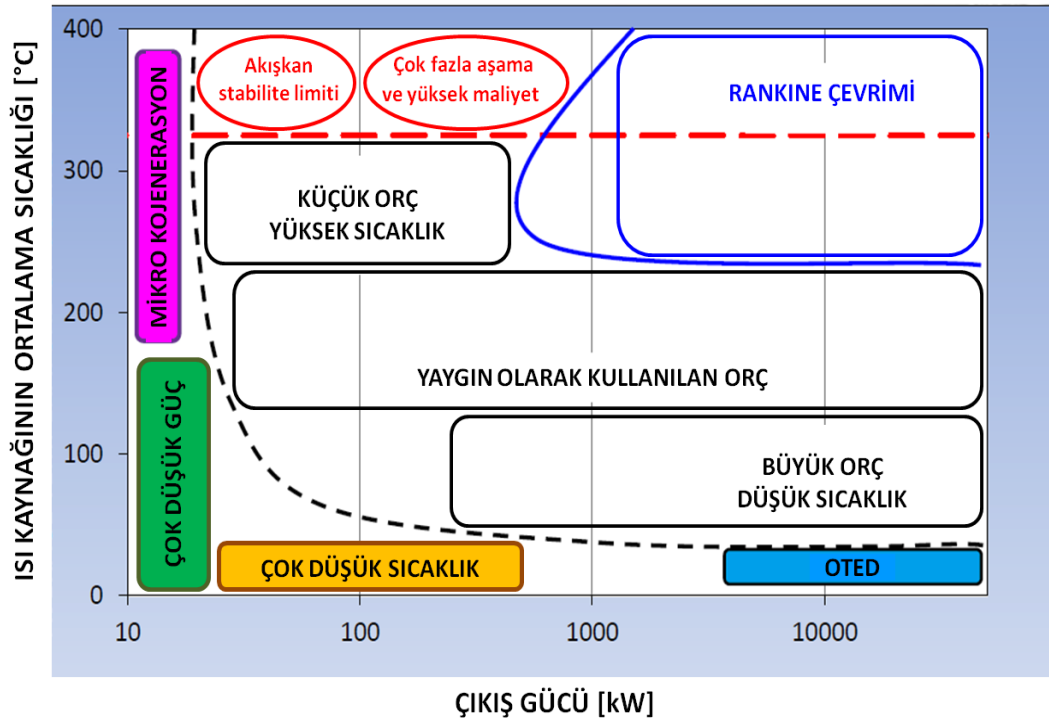 ISI KAYNAĞININ ORTALAMA SICAKLIĞI [°C]
400
300
200
100
0
MİKRO KOJENERASYON
ÇOK DÜŞÜK GÜÇ
Akışkan
stabilite limiti
Çok fazla aşama
ve yüksek maliyet
RANKINE ÇEVRİMİ
KÜÇÜK ORÇ
YÜKSEK SICAKLIK
YAYGIN OLARAK KULLANILAN ORÇ
BÜYÜK ORÇ
DÜŞÜK SICAKLIK
ÇOK DÜŞÜK SICAKLIK
OTED
10
100
1000
10000
ÇIKIŞ GÜCÜ [kW]